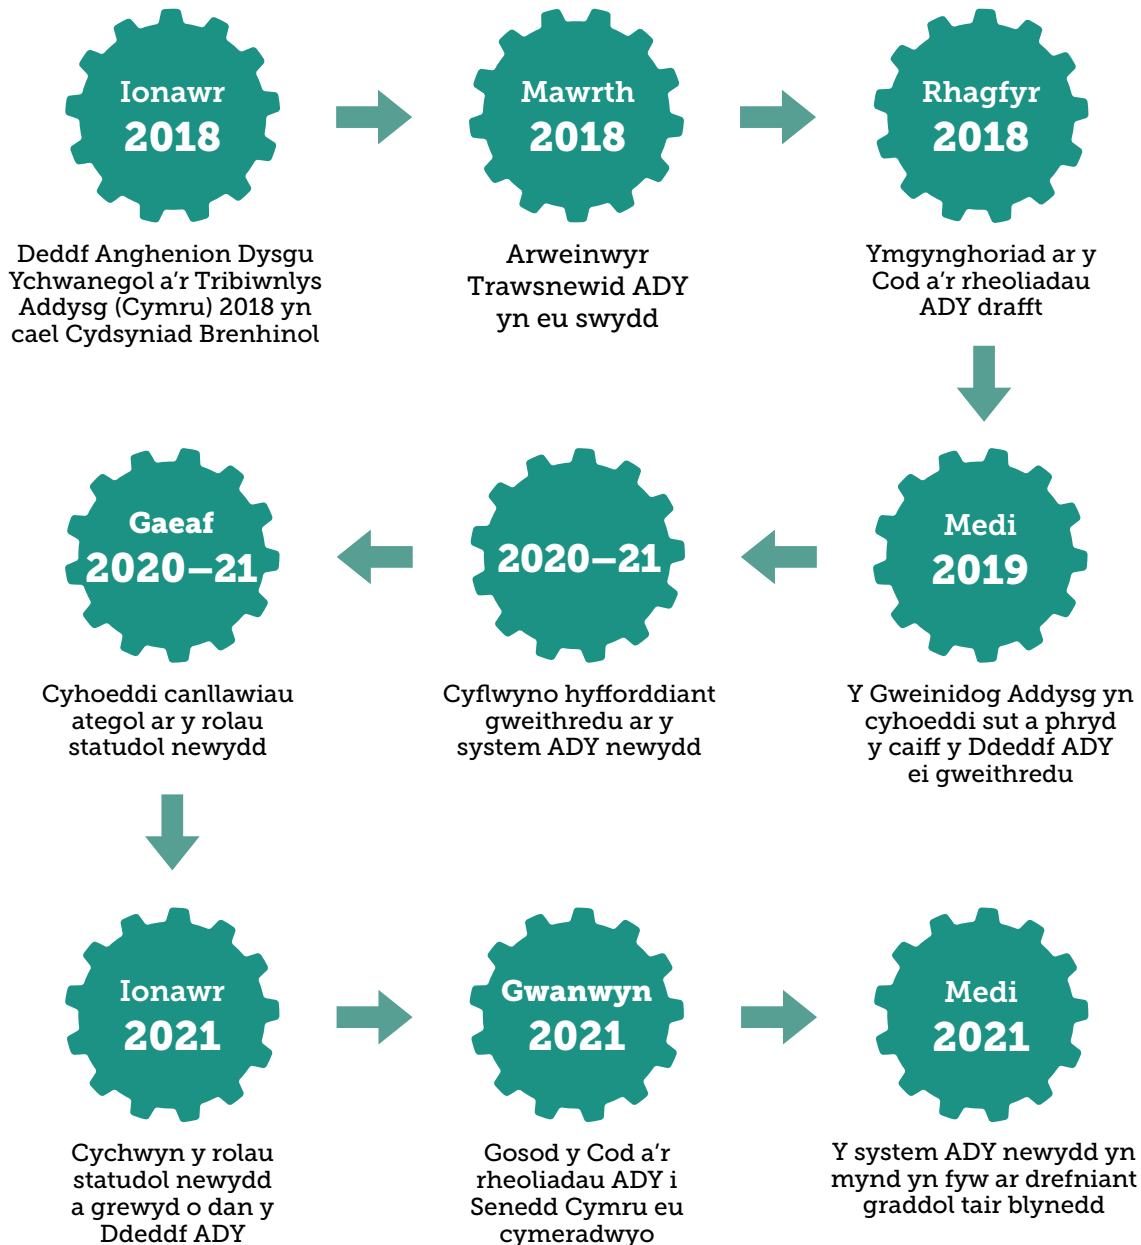 Ionawr
2018
Deddf Anghenion Dysgu
Ychwanegol a'r Tribiwnlys
Addysg (Cymru) 2018 yn
cael Cydsyniad Brenhinol
Mawrth
2018
Arweinwyr
Trawsnewid ADY
yn eu swydd
Rhagfyr
2018
Ymgynghoriad ar y
Cod a'r rheoliadau
ADY drafft
Medi
2019
Y Gweinidog Addysg yn
cyhoeddi sut a phryd
y caiff y Ddeddf ADY
ei gweithredu
2020–21
Cyflwyno hyfforddiant
gweithredu ar y
system ADY newydd
Gaeaf
2020–21
Cyhoeddi canllawiau
ategol ar y rolau
statudol newydd
Ionawr
2021
Cychwyn y rolau
statudol newydd
a grewyd o dan y
Ddeddf ADY
Gwanwyn
2021
Gosod y Cod a'r
rheoliadau ADY i
Senedd Cymru eu
cymeradwyo
Medi
2021
Y system ADY newydd yn
mynd yn fyw ar drefniant
graddol tair blynedd